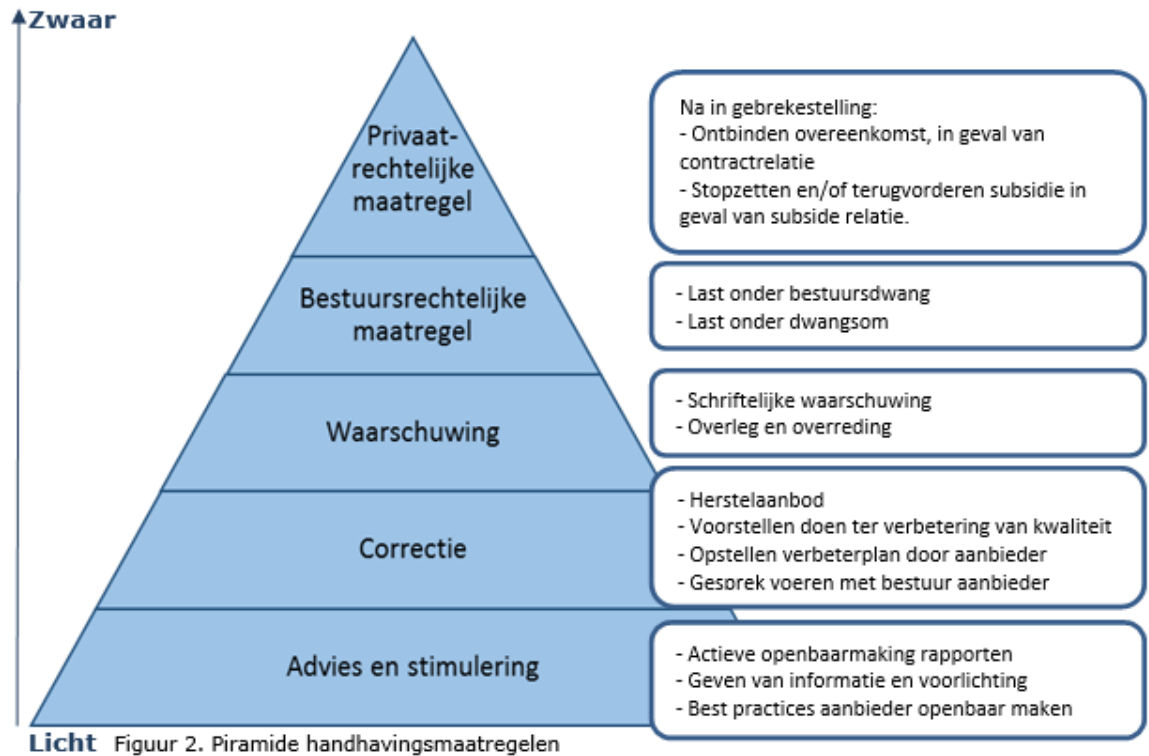 Zwaar
Privaat-
rechtelijke
maatregel
Na in gebrekestelling:
- Ontbinden overeenkomst, in geval van
contractrelatie
- Stopzetten en/of terugvorderen subsidie in
geval van subside relatie.
Bestuursrechtelijke
maatregel
- Last onder bestuursdwang
- Last onder dwangsom
Waarschuwing
- Schriftelijke waarschuwing
- Overleg en overreding
Correctie
- Herstelaanbod
- Voorstellen doen ter verbetering van kwaliteit
- Opstellen verbeterplan door aanbieder
- Gesprek voeren met bestuur aanbieder
Advies en stimulering
- Actieve openbaarmaking rapporten
- Geven van informatie en voorlichting
- Best practices aanbieder openbaar maken
Licht Figuur 2. Piramide handhavingsmaatregelen